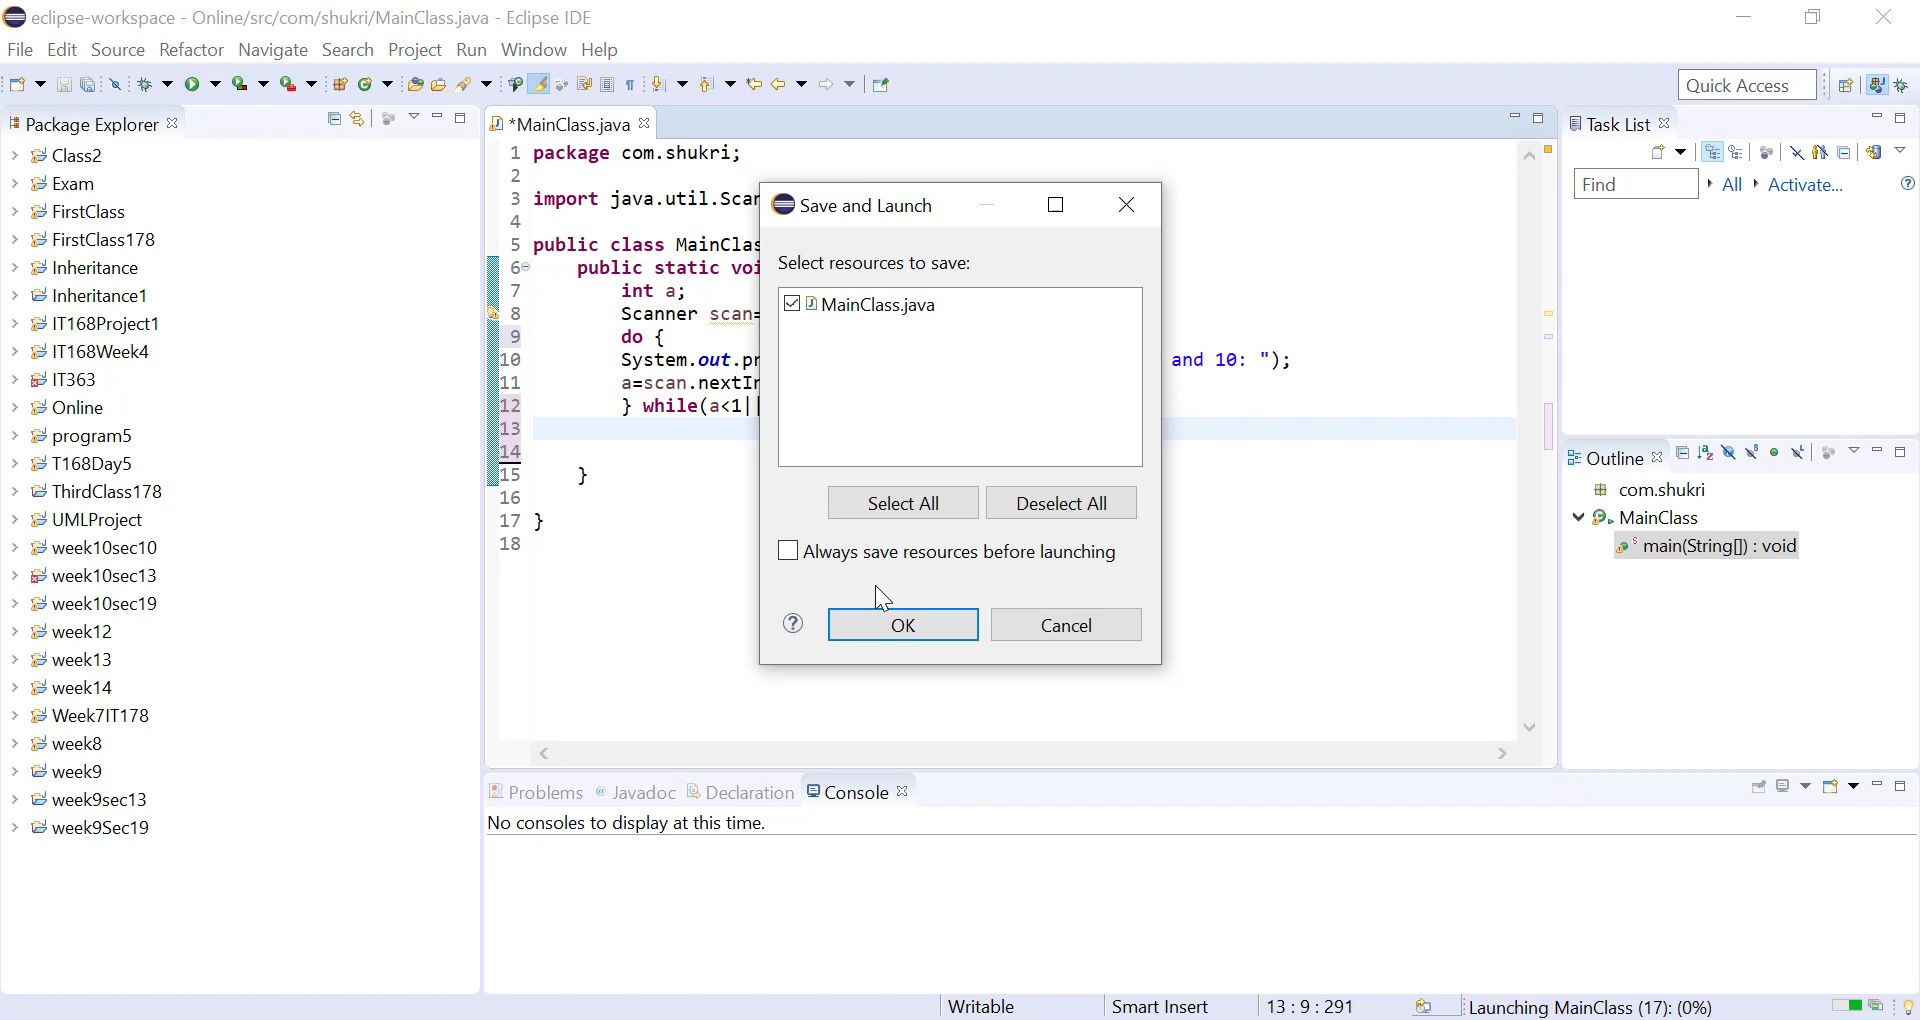 eclipse-workspace - Online/src/com/shukri/MainClass.java - Eclipse IDE
File Edit Source Refactor Navigate Search Project Run Window Help
Quick Access
Package Explorer
Class2
Exam
FirstClass
FirstClass178
Inheritance
Inheritance1
IT168Project1
IT168Week4
IT363
Online
program5
T168Day5
ThirdClass178
UMLProject
week10sec10
week10sec13
week10sec19
week12
week13
week14
Week7IT178
week8
week9
week9sec13
week9Sec19
*MainClass.java
1 package com.shukri;
2
3 import java.util.Scan
4
5 public class MainClas
6 public static voi
7 int a;
8 Scanner scan=
9 do {
10 System.out.pr and 10: ");
11 a=scan.nextIn
12 } while(a<1||
13
14
15 }
16
17 }
18
Save and Launch
Select resources to save:
MainClass.java
Select All Deselect All
Always save resources before launching
OK Cancel
Task List
Find All Activate...
Outline
com.shukri
MainClass
main(String[]) : void
Problems Javadoc Declaration Console
No consoles to display at this time.
Writable Smart Insert 13 : 9 : 291 Launching MainClass (17): (0%)